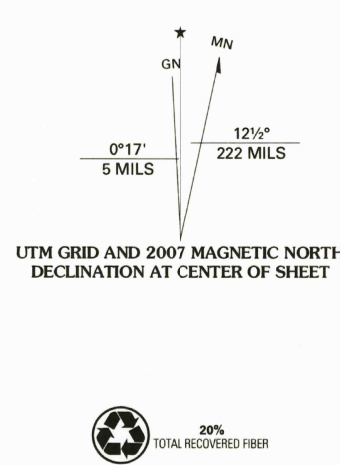 MN
GN
12½°
222 MILS
0°17'
5 MILS
UTM GRID AND 2007 MAGNETIC NORTH
DECLINATION AT CENTER OF SHEET
20%
TOTAL RECOVERED FIBER